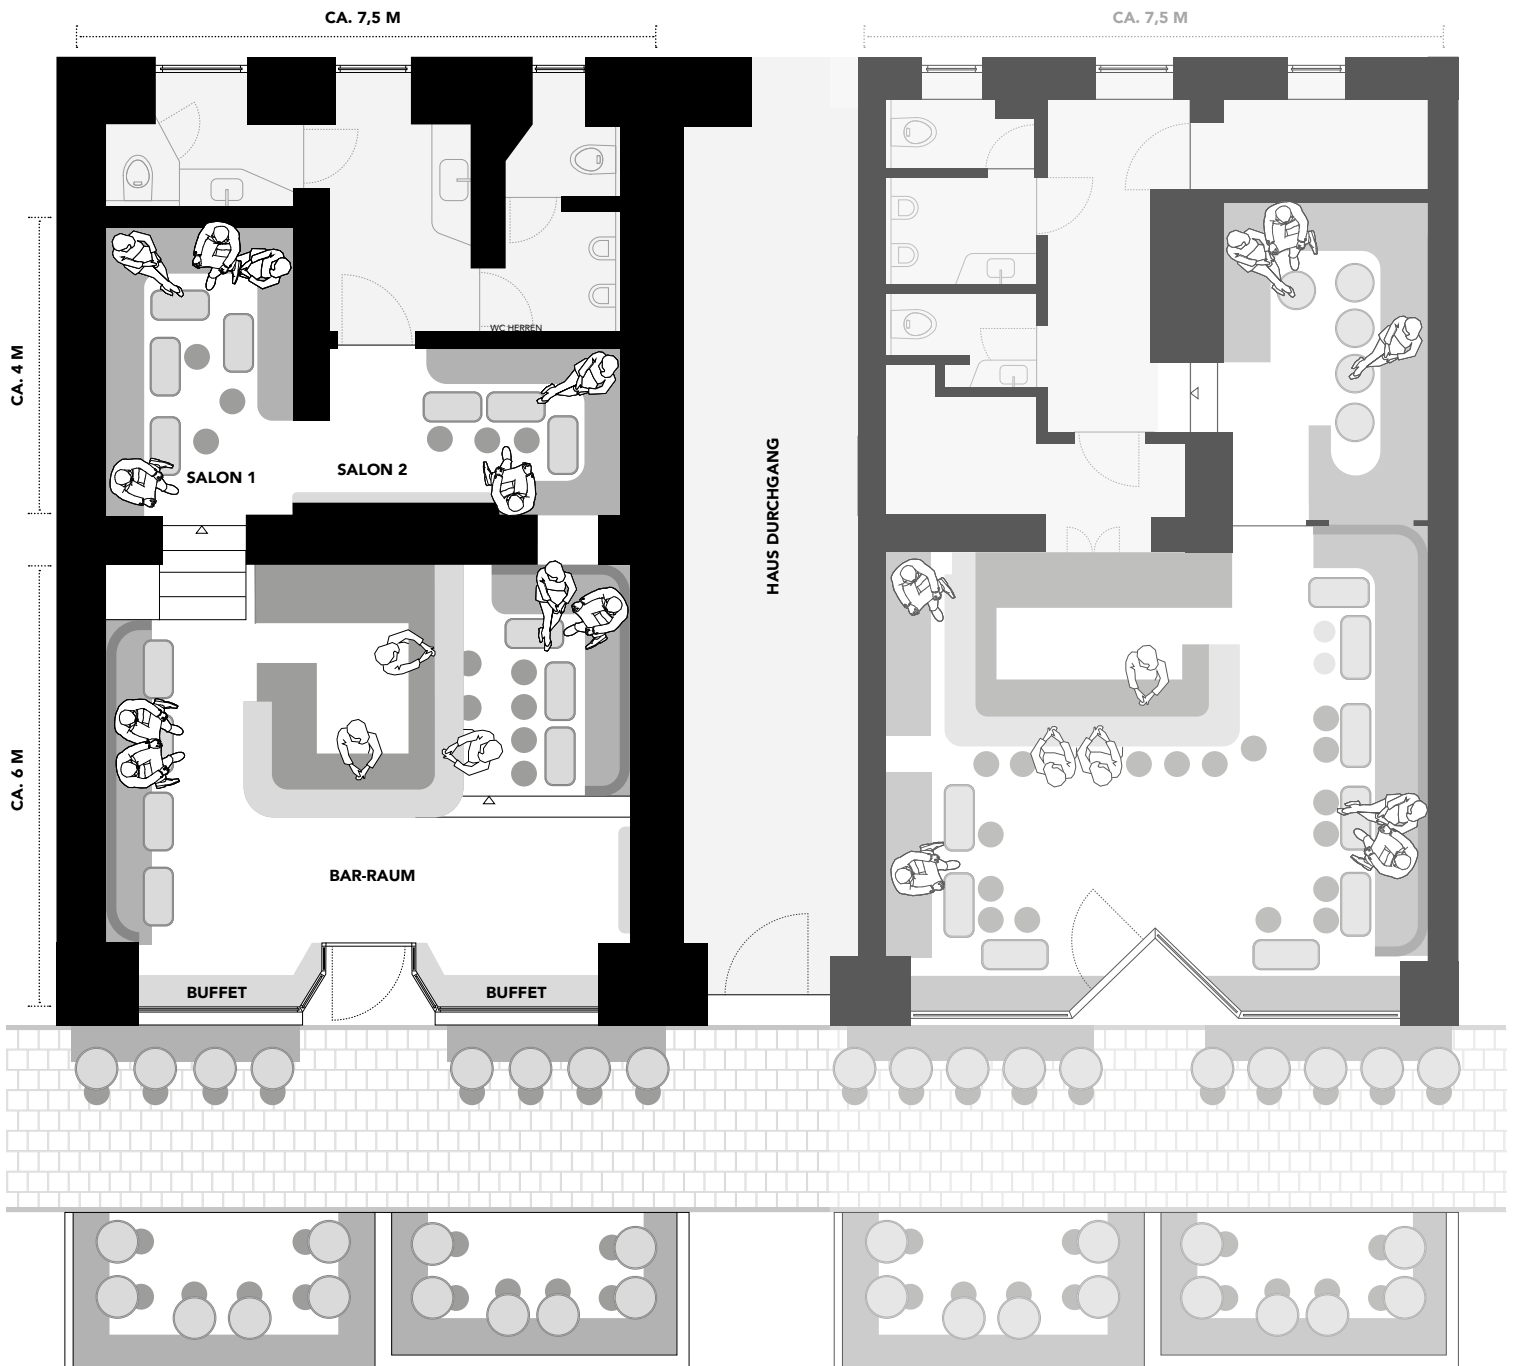 CA. 7,5 M
CA. 7,5 M
WC HERREN
CA. 4 M
SALON 1
SALON 2
HAUS DURCHGANG
CA. 6 M
BAR-RAUM
BUFFET
BUFFET